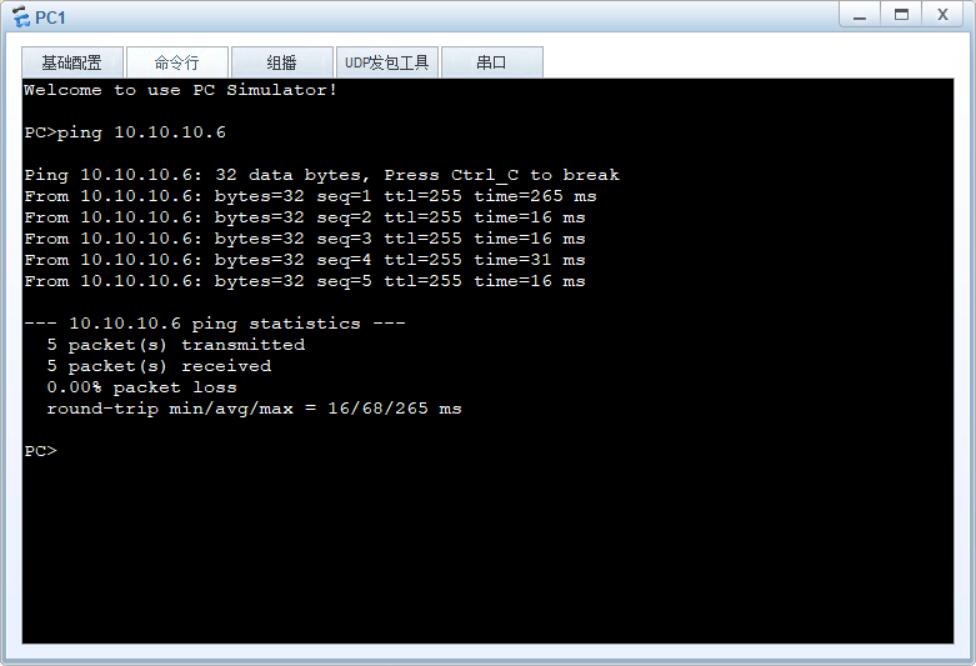 PC1
X
基础配置 命令行 组播 UDP发包工具 串口
Welcome to use PC Simulator!
PC>ping 10.10.10.6
Ping 10.10.10.6: 32 data bytes, Press Ctrl_C to break
From 10.10.10.6: bytes=32 seq=1 ttl=255 time=265 ms
From 10.10.10.6: bytes=32 seq=2 ttl=255 time=16 ms
From 10.10.10.6: bytes=32 seq=3 ttl=255 time=16 ms
From 10.10.10.6: bytes=32 seq=4 ttl=255 time=31 ms
From 10.10.10.6: bytes=32 seq=5 ttl=255 time=16 ms
--- 10.10.10.6 ping statistics ---
5 packet(s) transmitted
5 packet(s) received
0.00% packet loss
round-trip min/avg/max = 16/68/265 ms
PC>